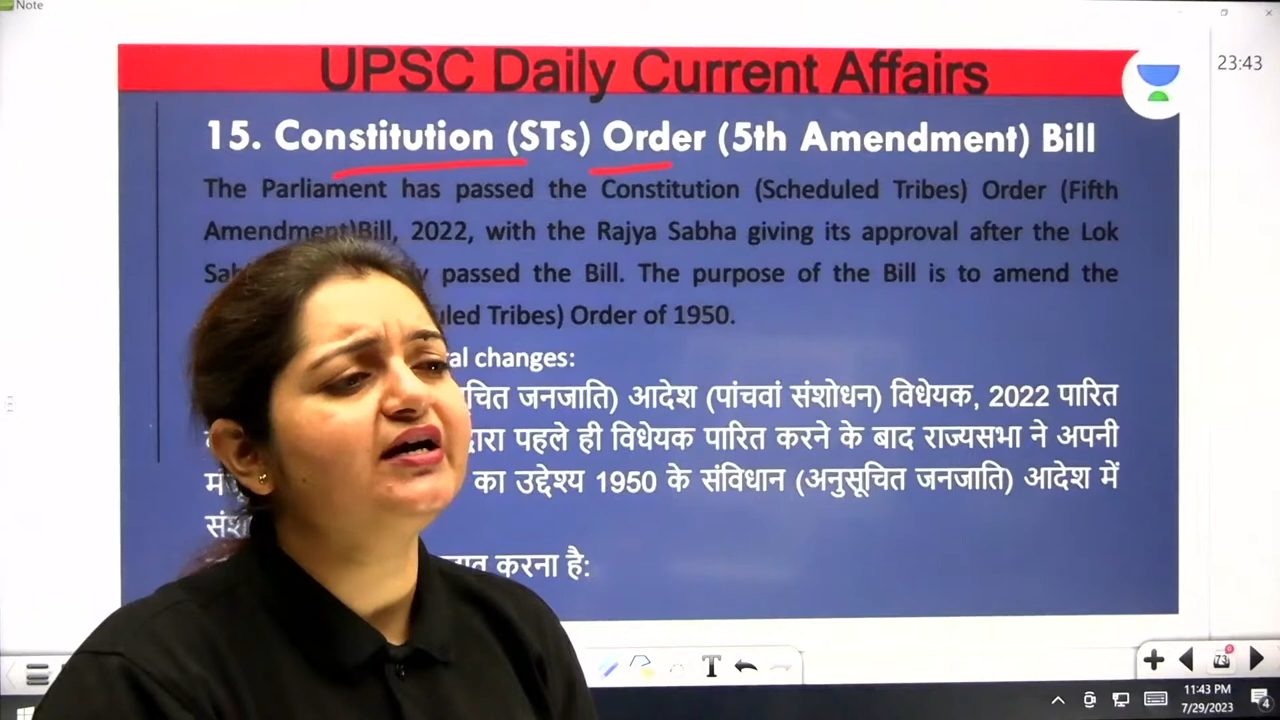 Note
UPSC Daily Current Affairs
23:43
15. Constitution (STs) Order (5th Amendment) Bill
The Parliament has passed the Constitution (Scheduled Tribes) Order (Fifth
Amendment)Bill, 2022, with the Rajya Sabha giving its approval after the Lok
passed the Bill. The purpose of the Bill is to amend the
Tribes) Order of 1950.
changes:
जनजाति) आदेश (पांचवां संशोधन) विधेयक, 2022 पारित
पहले ही विधेयक पारित करने के बाद राज्यसभा ने अपनी
का उद्देश्य 1950 के संविधान (अनुसूचित जनजाति) आदेश में
करना है:
T
73
11:43 PM
7/29/2023
4